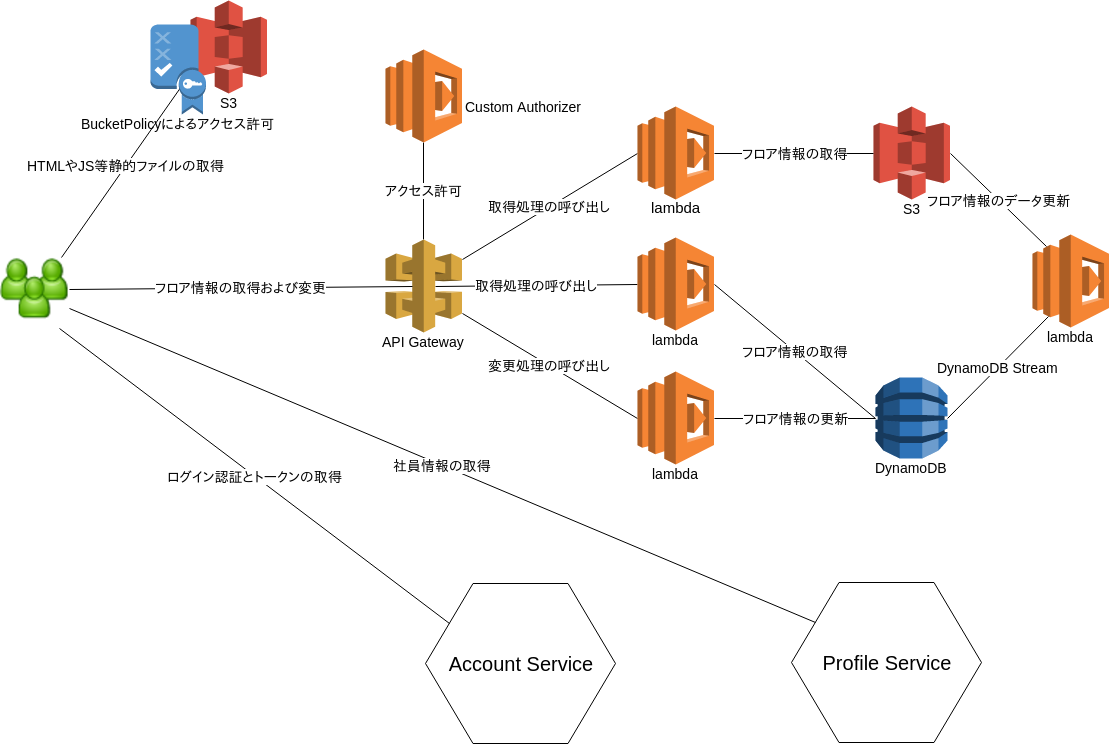 S3
BucketPolicyによるアクセス許可
HTMLやJS等静的ファイルの取得
Custom Authorizer
アクセス許可
取得処理の呼び出し
lambda
フロア情報の取得
S3
フロア情報のデータ更新
フロア情報の取得および変更
取得処理の呼び出し
API Gateway
lambda
lambda
変更処理の呼び出し
フロア情報の取得
DynamoDB Stream
フロア情報の更新
lambda
DynamoDB
社員情報の取得
ログイン認証とトークンの取得
Account Service
Profile Service